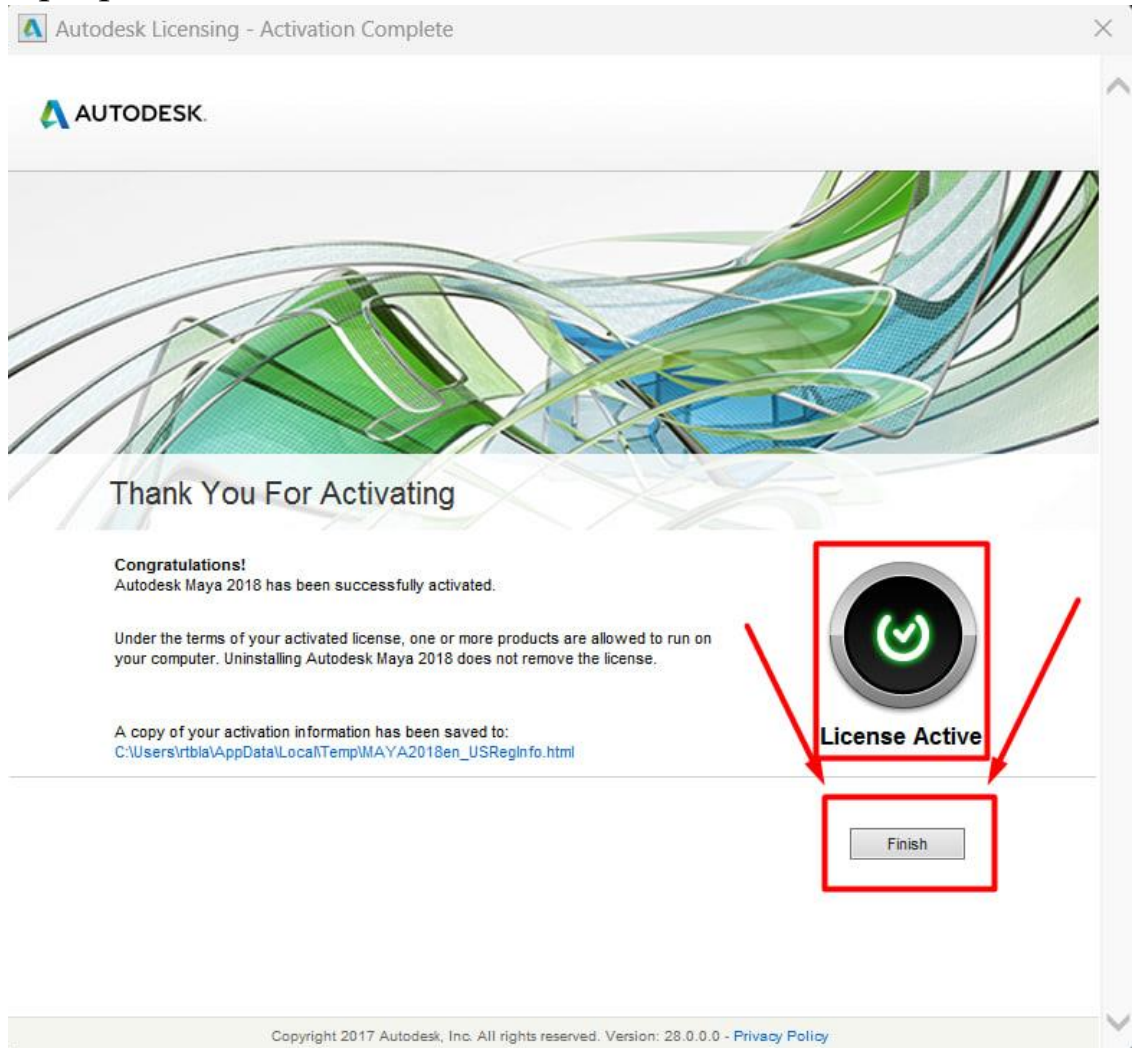 Autodesk Licensing - Activation Complete
AUTODESK.
Thank You For Activating
Congratulations!
Autodesk Maya 2018 has been successfully activated.
Under the terms of your activated license, one or more products are allowed to run on
your computer. Uninstalling Autodesk Maya 2018 does not remove the license.
A copy of your activation information has been saved to:
C:\Users\rtbla\AppData\Local\Temp\MAYA2018en_USRegInfo.html
License Active
Finish
Copyright 2017 Autodesk, Inc. All rights reserved. Version: 28.0.0.0 - Privacy Policy